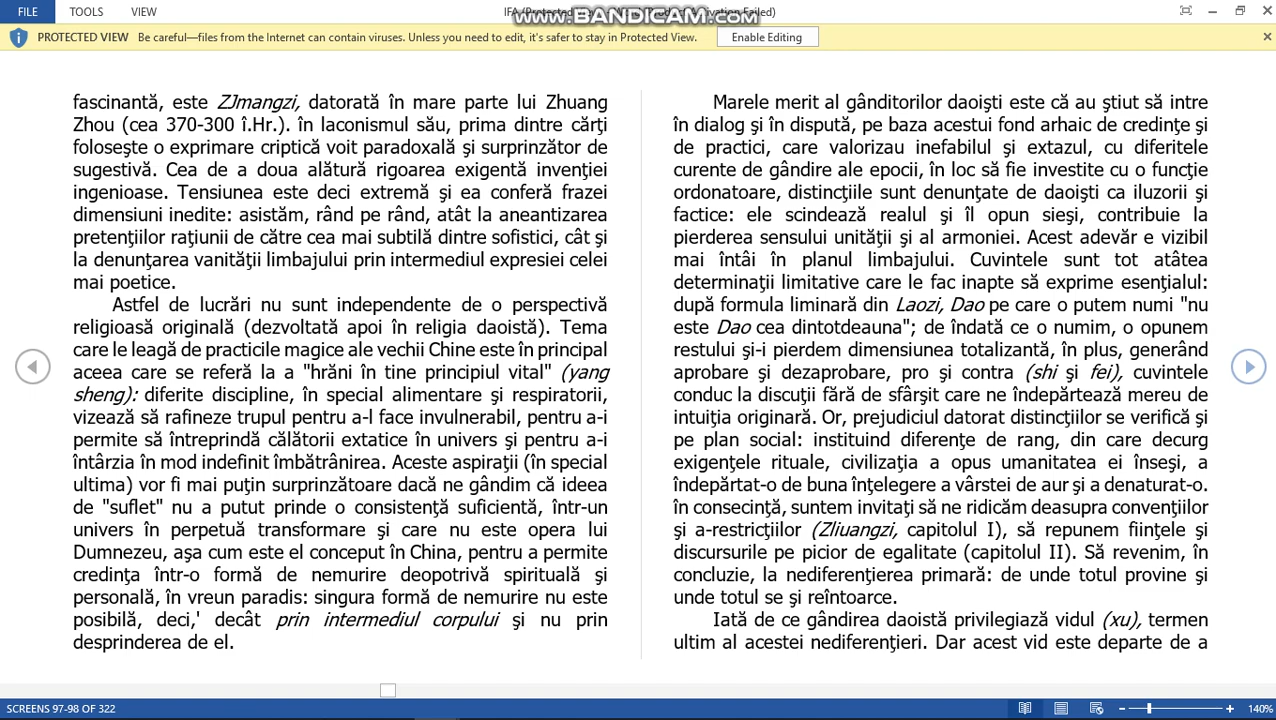 FILE TOOLS VIEW
www.BANDICAM.com
PROTECTED VIEW Be careful—files from the Internet can contain viruses. Unless you need to edit, it's safer to stay in Protected View. Enable Editing
fascinantă, este ZJmangzi, datorată în mare parte lui Zhuang
Zhou (cea 370-300 î.Hr.). în laconismul său, prima dintre cărţi
foloseşte o exprimare criptică voit paradoxală şi surprinzător de
sugestivă. Cea de a doua alătură rigoarea exigentă invenţiei
ingenioase. Tensiunea este deci extremă şi ea conferă frazei
dimensiuni inedite: asistăm, rând pe rând, atât la aneantizarea
pretenţiilor raţiunii de către cea mai subtilă dintre sofistici, cât şi
la denunţarea vanităţii limbajului prin intermediul expresiei celei
mai poetice.
Astfel de lucrări nu sunt independente de o perspectivă
religioasă originală (dezvoltată apoi în religia daoistă). Tema
care le leagă de practicile magice ale vechii Chine este în principal
aceea care se referă la a "hrăni în tine principiul vital" (yang
sheng): diferite discipline, în special alimentare şi respiratorii,
vizează să rafineze trupul pentru a-l face invulnerabil, pentru a-i
permite să întreprindă călătorii extatice în univers şi pentru a-i
întârzia în mod indefinit îmbătrânirea. Aceste aspiraţii (în special
ultima) vor fi mai puţin surprinzătoare dacă ne gândim că ideea
de "suflet" nu a putut prinde o consistenţă suficientă, într-un
univers în perpetuă transformare şi care nu este opera lui
Dumnezeu, aşa cum este el conceput în China, pentru a permite
credinţa într-o formă de nemurire deopotrivă spirituală şi
personală, în vreun paradis: singura formă de nemurire nu este
posibilă, deci,' decât prin intermediul corpului şi nu prin
desprinderea de el.
Marele merit al gânditorilor daoişti este că au ştiut să intre
în dialog şi în dispută, pe baza acestui fond arhaic de credinţe şi
de practici, care valorizau inefabilul şi extazul, cu diferitele
curente de gândire ale epocii, în loc să fie investite cu o funcţie
ordonatoare, distincţiile sunt denunţate de daoişti ca iluzorii şi
factice: ele scindează realul şi îl opun sieşi, contribuie la
pierderea sensului unităţii şi al armoniei. Acest adevăr e vizibil
mai întâi în planul limbajului. Cuvintele sunt tot atâtea
determinaţii limitative care le fac inapte să exprime esenţialul:
după formula liminară din Laozi, Dao pe care o putem numi "nu
este Dao cea dintotdeauna"; de îndată ce o numim, o opunem
restului şi-i pierdem dimensiunea totalizantă, în plus, generând
aprobare şi dezaprobare, pro şi contra (shi şi fei), cuvintele
conduc la discuţii fără de sfârşit care ne îndepărtează mereu de
intuiţia originară. Or, prejudiciul datorat distincţiilor se verifică şi
pe plan social: instituind diferenţe de rang, din care decurg
exigenţele rituale, civilizaţia a opus umanitatea ei înseşi, a
îndepărtat-o de buna înţelegere a vârstei de aur şi a denaturat-o.
în consecinţă, suntem invitaţi să ne ridicăm deasupra convenţiilor
şi a-restricţiilor (Zliuangzi, capitolul I), să repunem fiinţele şi
discursurile pe picior de egalitate (capitolul II). Să revenim, în
concluzie, la nediferenţierea primară: de unde totul provine şi
unde totul se şi reîntoarce.
Iată de ce gândirea daoistă privilegiază vidul (xu), termen
ultim al acestei nediferenţieri. Dar acest vid este departe de a
SCREENS 97-98 OF 322
140%